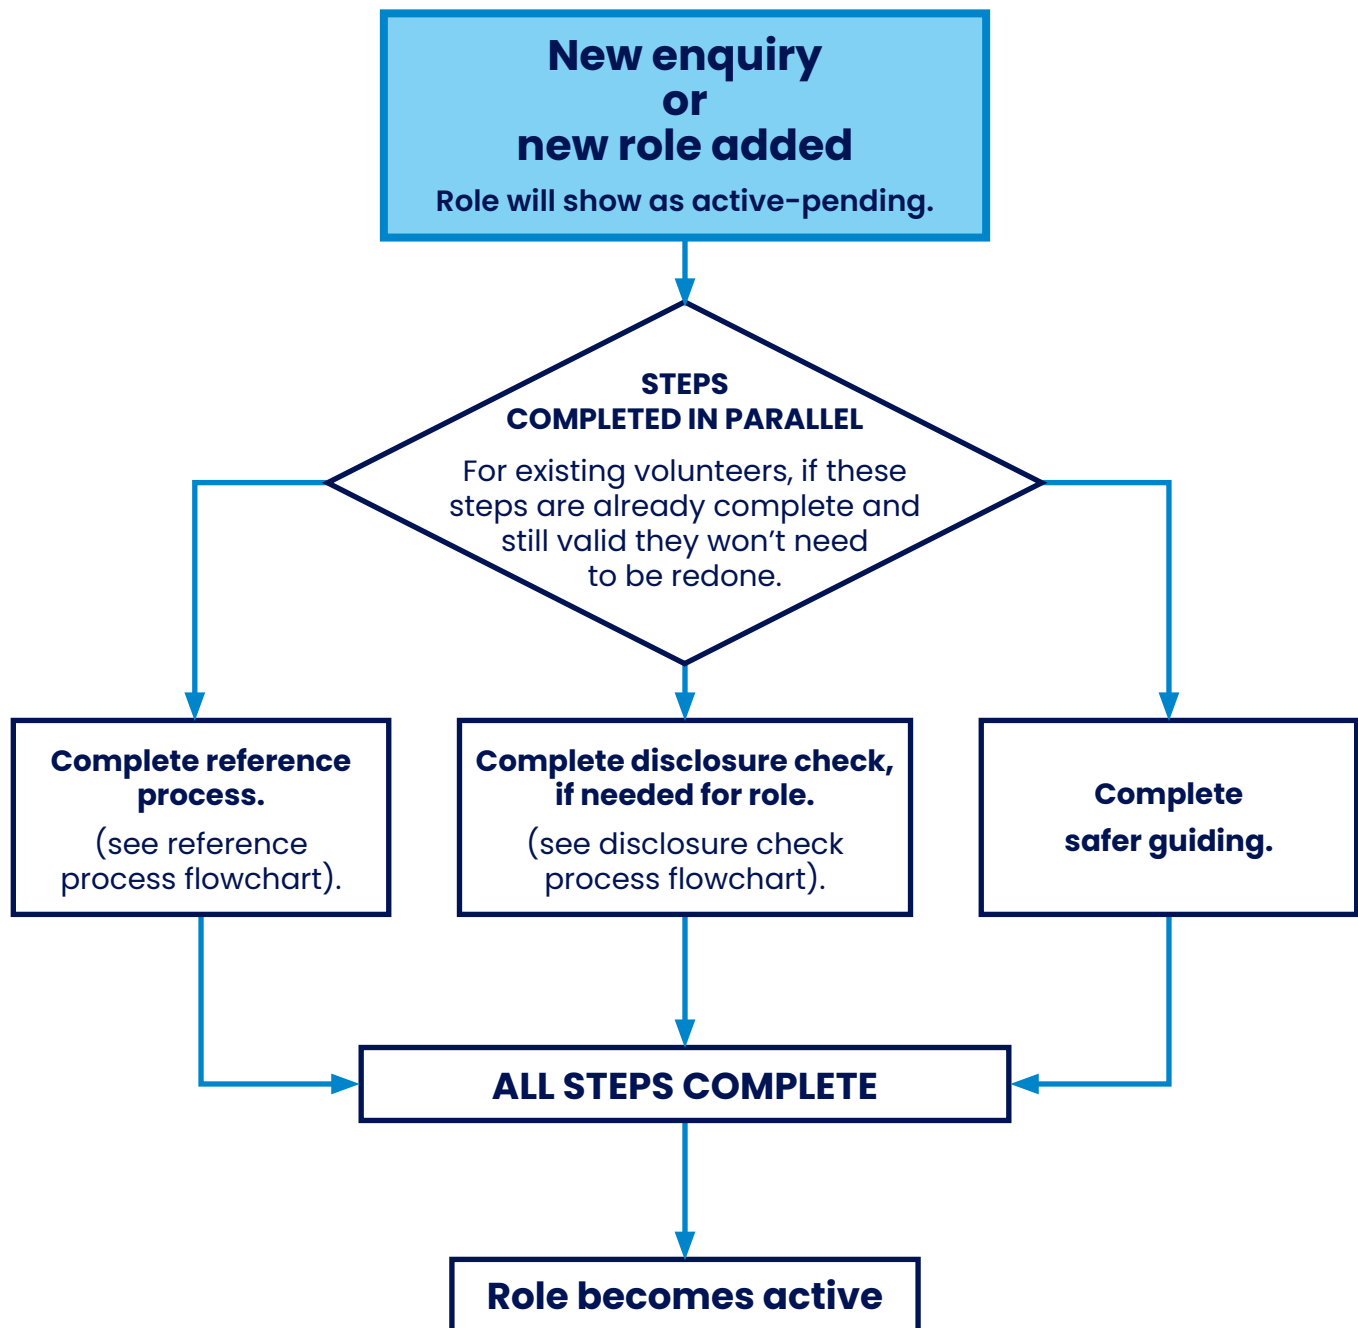 New enquiry
or
new role added
Role will show as active-pending.
STEPS
COMPLETED IN PARALLEL
For existing volunteers, if these
steps are already complete and
still valid they won’t need
to be redone.
Complete reference
process.
(see reference
process flowchart).
Complete disclosure check,
if needed for role.
(see disclosure check
process flowchart).
Complete
safer guiding.
ALL STEPS COMPLETE
Role becomes active